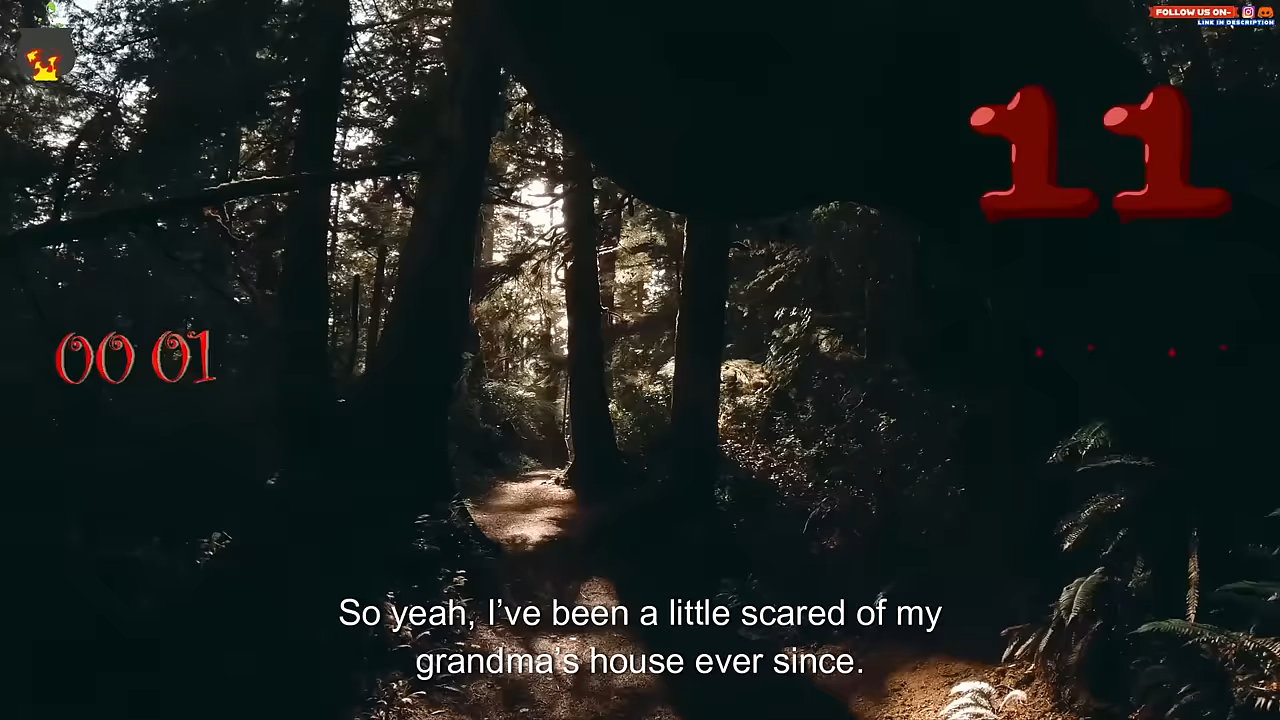 FOLLOW US ON-
LINK IN DESCRIPTION
11
00 01
So yeah, I’ve been a little scared of my
grandma’s house ever since.